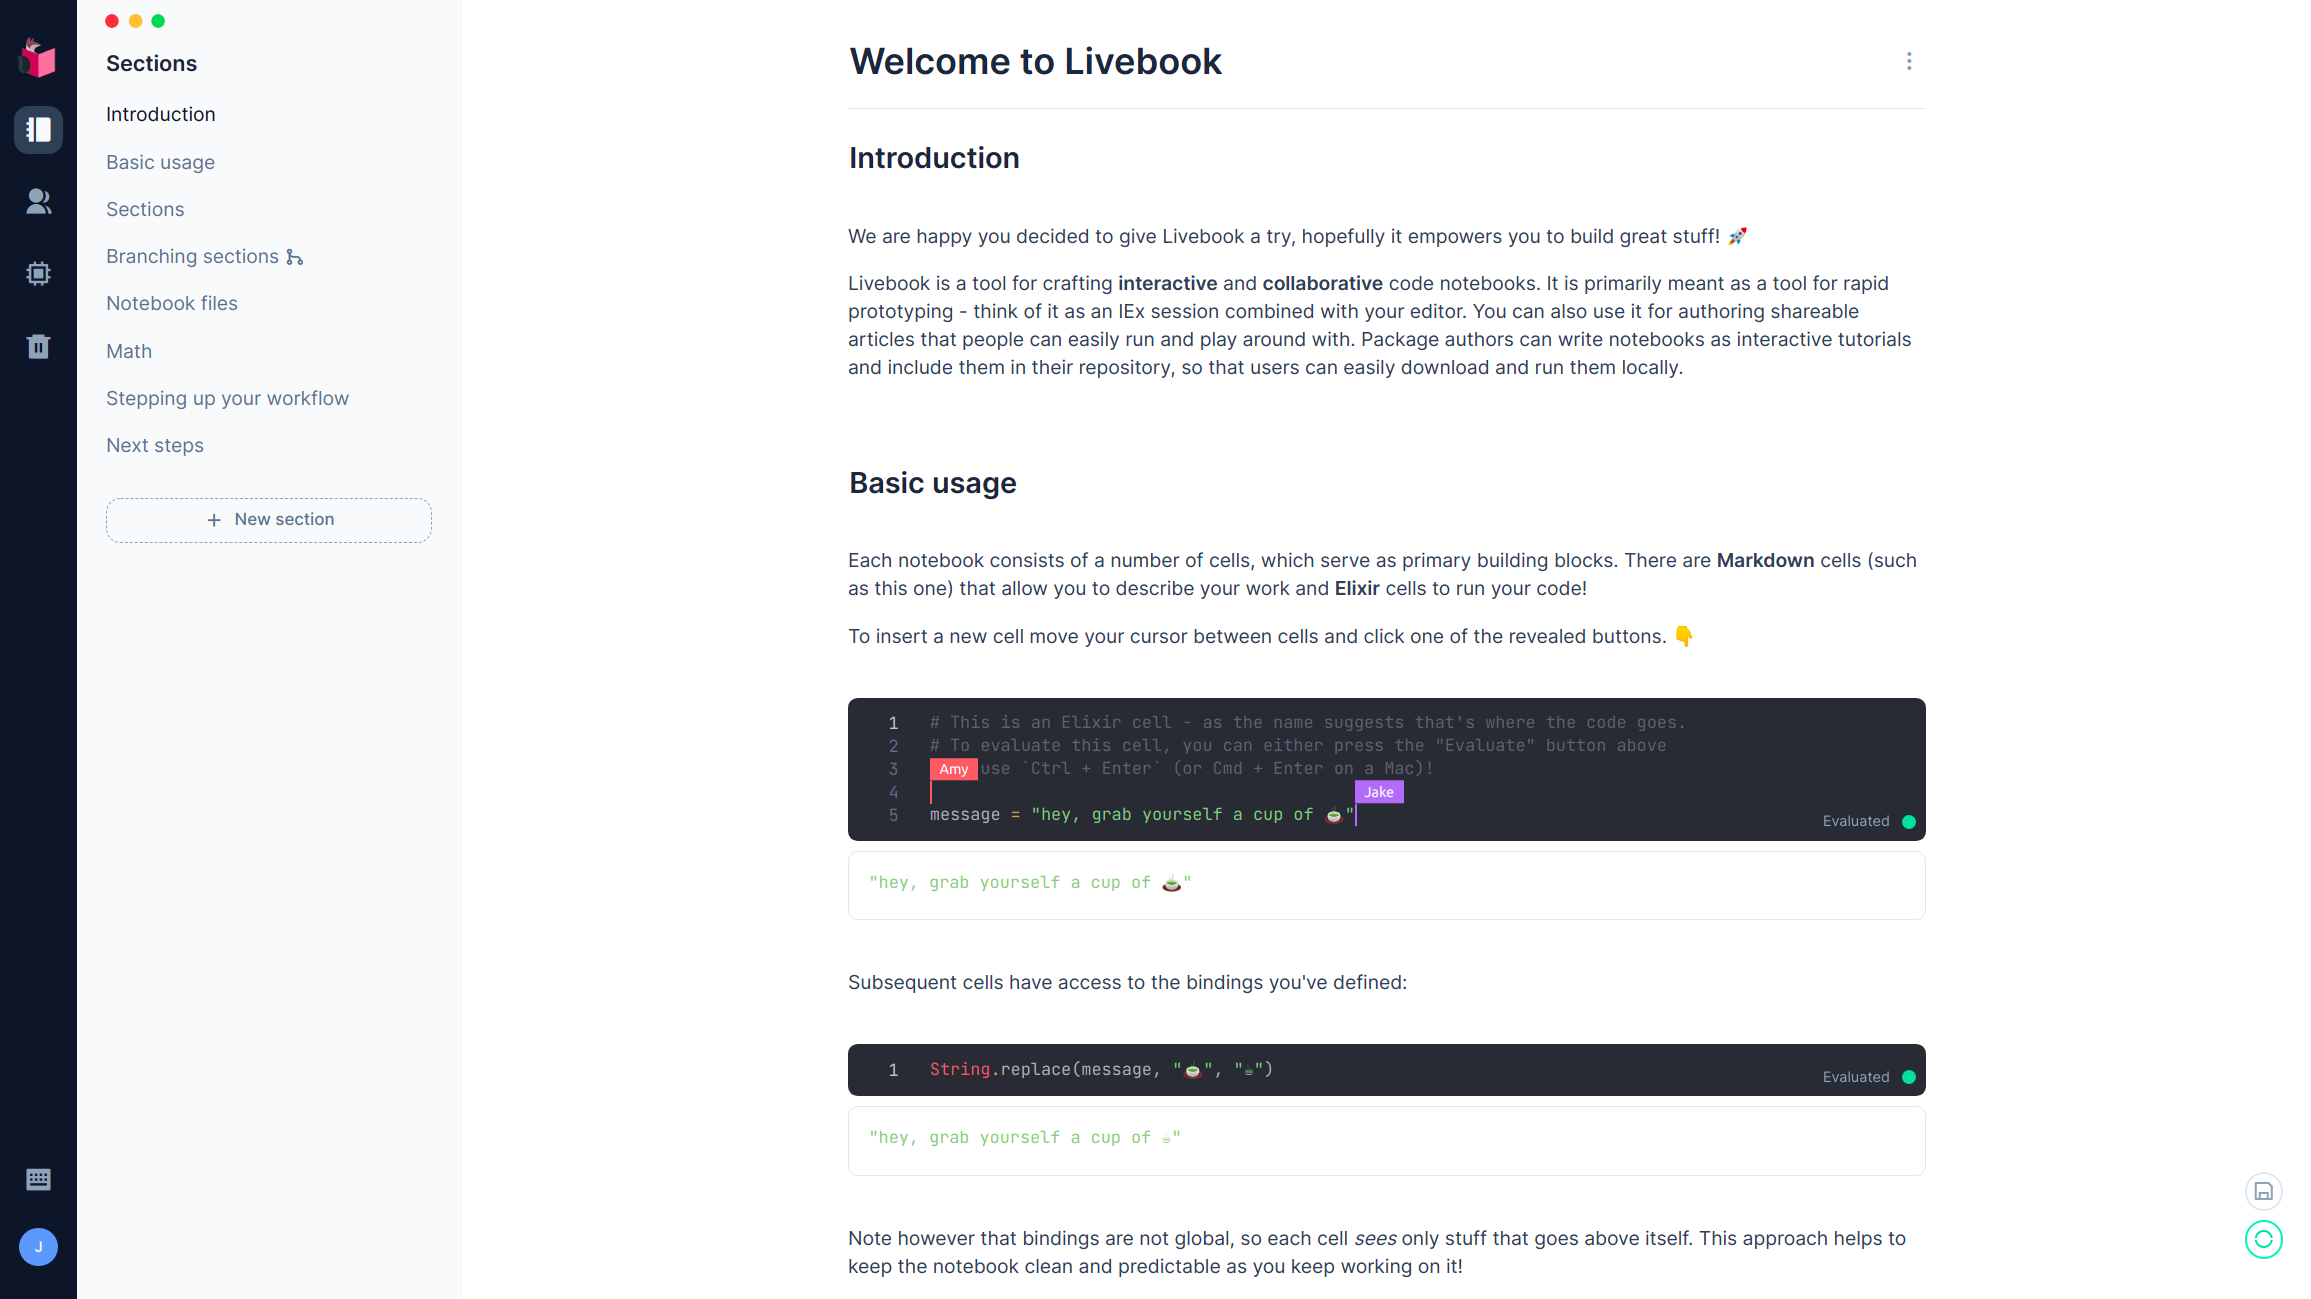 Sections
Introduction
Basic usage
Sections
Branching sections
Notebook files
Math
Stepping up your workflow
Next steps
+ New section
J
Welcome to Livebook
Introduction
We are happy you decided to give Livebook a try, hopefully it empowers you to build great stuff! 🚀
Livebook is a tool for crafting interactive and collaborative code notebooks. It is primarily meant as a tool for rapid
prototyping - think of it as an IEx session combined with your editor. You can also use it for authoring shareable
articles that people can easily run and play around with. Package authors can write notebooks as interactive tutorials
and include them in their repository, so that users can easily download and run them locally.
Basic usage
Each notebook consists of a number of cells, which serve as primary building blocks. There are Markdown cells (such
as this one) that allow you to describe your work and Elixir cells to run your code!
To insert a new cell move your cursor between cells and click one of the revealed buttons. 👇
1 # This is an Elixir cell - as the name suggests that's where the code goes.
2 # To evaluate this cell, you can either press the "Evaluate" button above
3 Amy use `Ctrl + Enter` (or Cmd + Enter on a Mac)!
4 Jake
5 message = "hey, grab yourself a cup of 🍵"
Evaluated
"hey, grab yourself a cup of 🍵"
Subsequent cells have access to the bindings you've defined:
1 String.replace(message, "🍵", "☕")
Evaluated
"hey, grab yourself a cup of ☕"
Note however that bindings are not global, so each cell sees only stuff that goes above itself. This approach helps to
keep the notebook clean and predictable as you keep working on it!